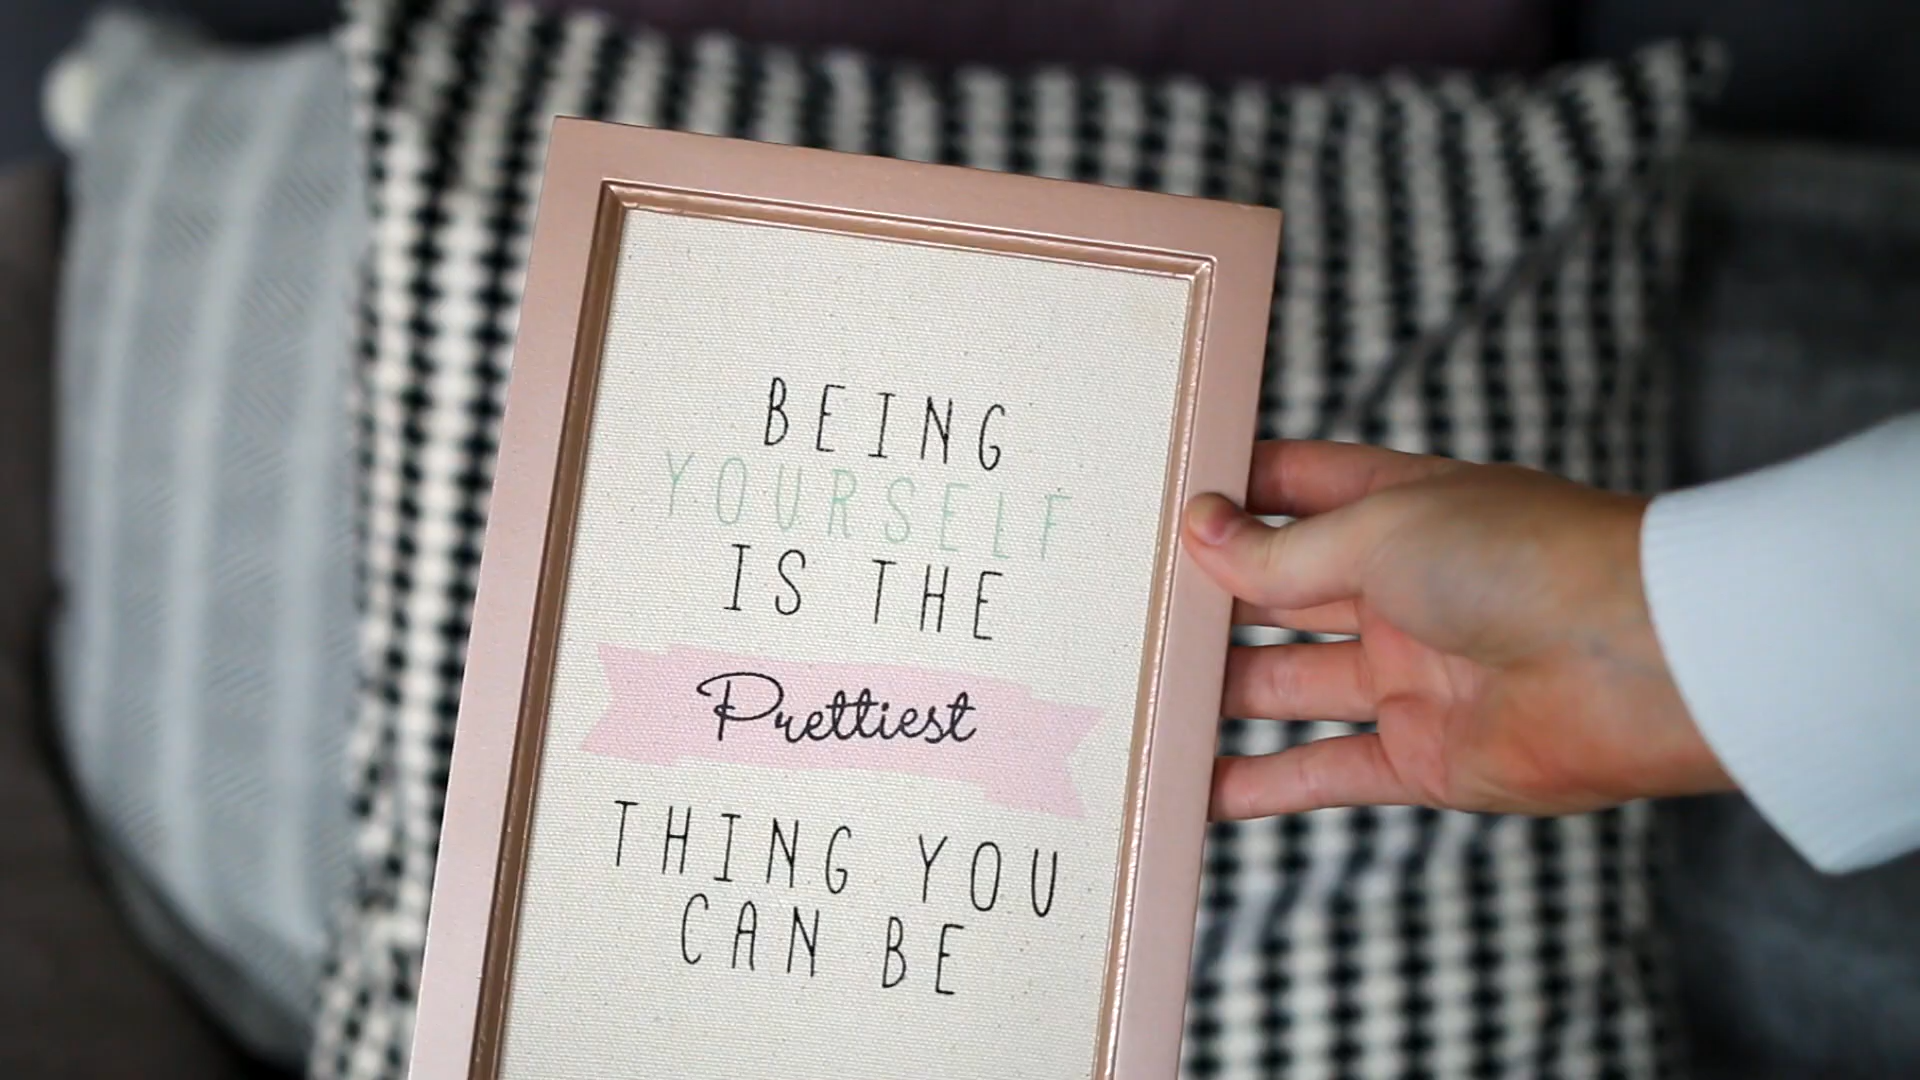 BEING
YOURSELF
IS THE
Prettiest
THING YOU
CAN BE